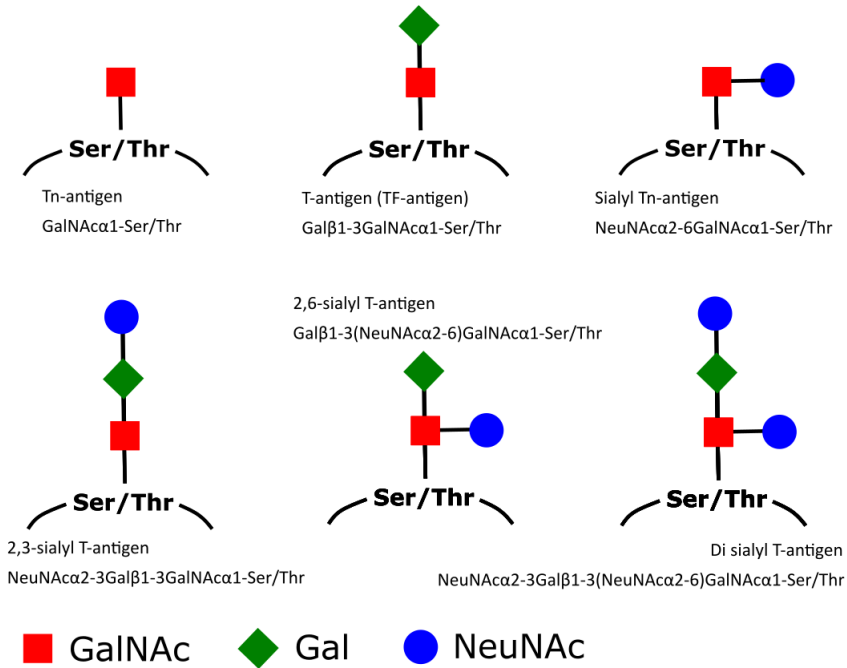 Ser/Thr
Tn-antigen
GalNAcα1-Ser/Thr
Ser/Thr
T-antigen (TF-antigen)
Galβ1-3GalNAcα1-Ser/Thr
Ser/Thr
Sialyl Tn-antigen
NeuNAcα2-6GalNAcα1-Ser/Thr
Ser/Thr
2,3-sialyl T-antigen
NeuNAcα2-3Galβ1-3GalNAcα1-Ser/Thr
2,6-sialyl T-antigen
Galβ1-3(NeuNAcα2-6)GalNAcα1-Ser/Thr
Ser/Thr
Ser/Thr
Di sialyl T-antigen
NeuNAcα2-3Galβ1-3(NeuNAcα2-6)GalNAcα1-Ser/Thr
GalNAc
Gal
NeuNAc